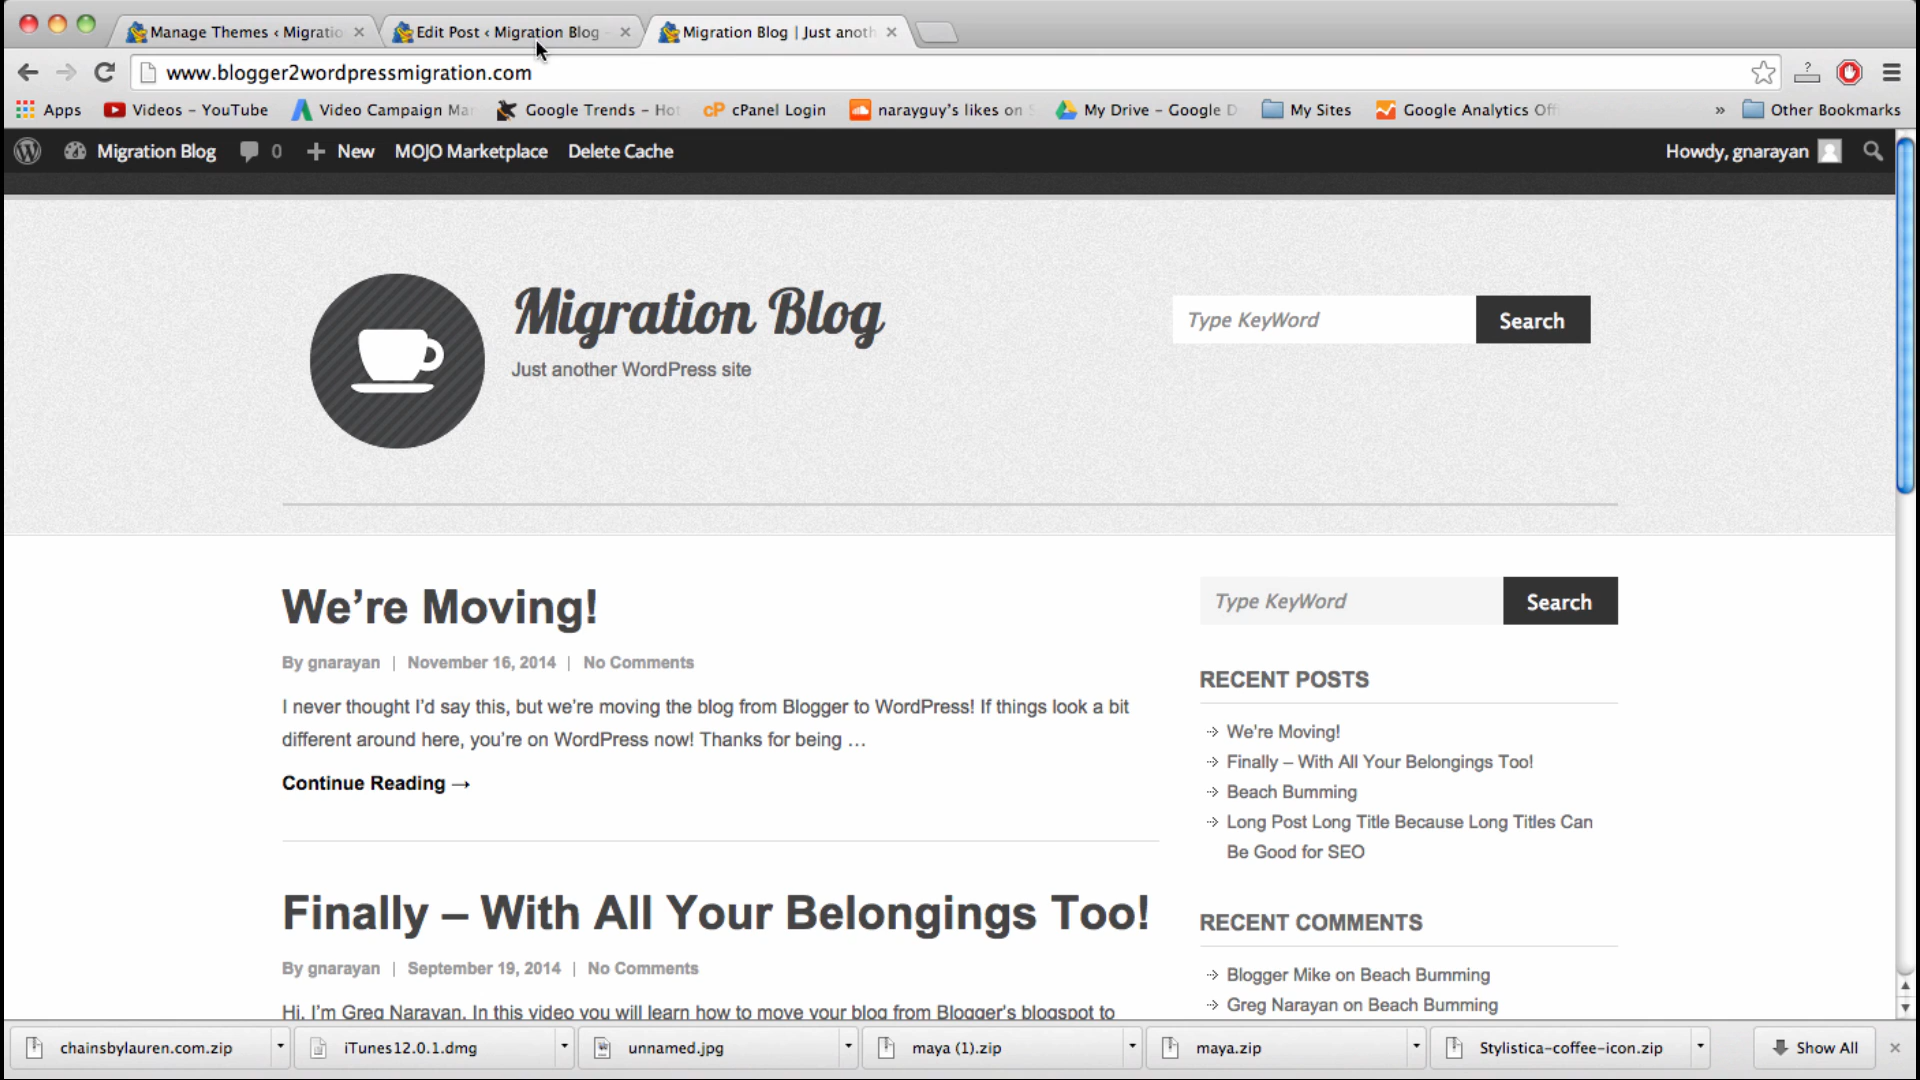 Manage Themes ‹ Migratio
Edit Post ‹ Migration Blog
Migration Blog | Just anoth
www.blogger2wordpressmigration.com
Apps
Videos – YouTube
Video Campaign Ma
Google Trends – Ho
cP cPanel Login
narayguy's likes on
My Drive – Google D
My Sites
Google Analytics Off
» Other Bookmarks
Migration Blog
0
+ New
MOJO Marketplace
Delete Cache
Howdy, gnarayan
Migration Blog
Just another WordPress site
Type KeyWord
Search
We're Moving!
By gnarayan | November 16, 2014 | No Comments
I never thought I'd say this, but we're moving the blog from Blogger to WordPress! If things look a bit
different around here, you're on WordPress now! Thanks for being …
Continue Reading →
Finally – With All Your Belongings Too!
By gnarayan | September 19, 2014 | No Comments
Hi, I'm Greg Narayan. In this video you will learn how to move your blog from Blogger's blogspot to
Type KeyWord
Search
RECENT POSTS
We're Moving!
Finally – With All Your Belongings Too!
Beach Bumming
Long Post Long Title Because Long Titles Can
Be Good for SEO
RECENT COMMENTS
Blogger Mike on Beach Bumming
Greg Narayan on Beach Bumming
chainsbylauren.com.zip
iTunes12.0.1.dmg
unnamed.jpg
maya (1).zip
maya.zip
Stylistica-coffee-icon.zip
Show All